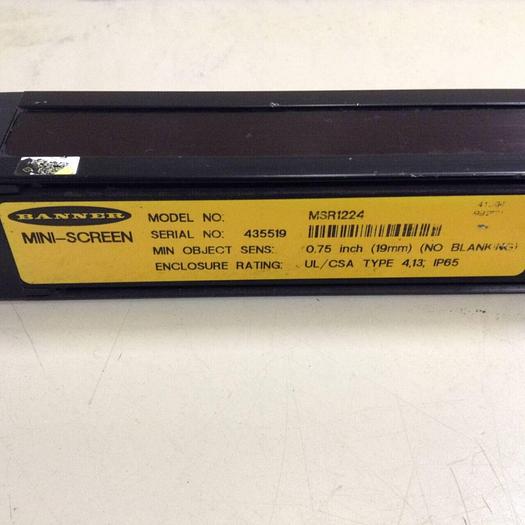 BANNER
MINI-SCREEN
MODEL NO: MSR1224
SERIAL NO: 435519
MIN OBJECT SENS: 0.75 inch (19mm) (NO BLANKING)
ENCLOSURE RATING: UL/CSA TYPE 4,13; IP65